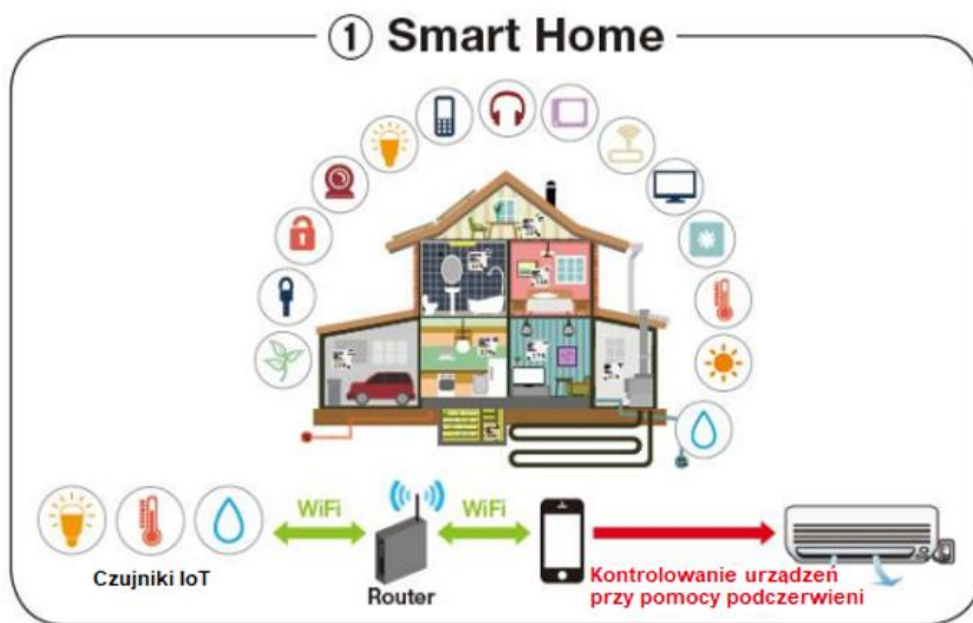 ① Smart Home
WiFi
WiFi
Czujniki IoT
Router
Kontrolowanie urządzeń
przy pomocy podczerwieni